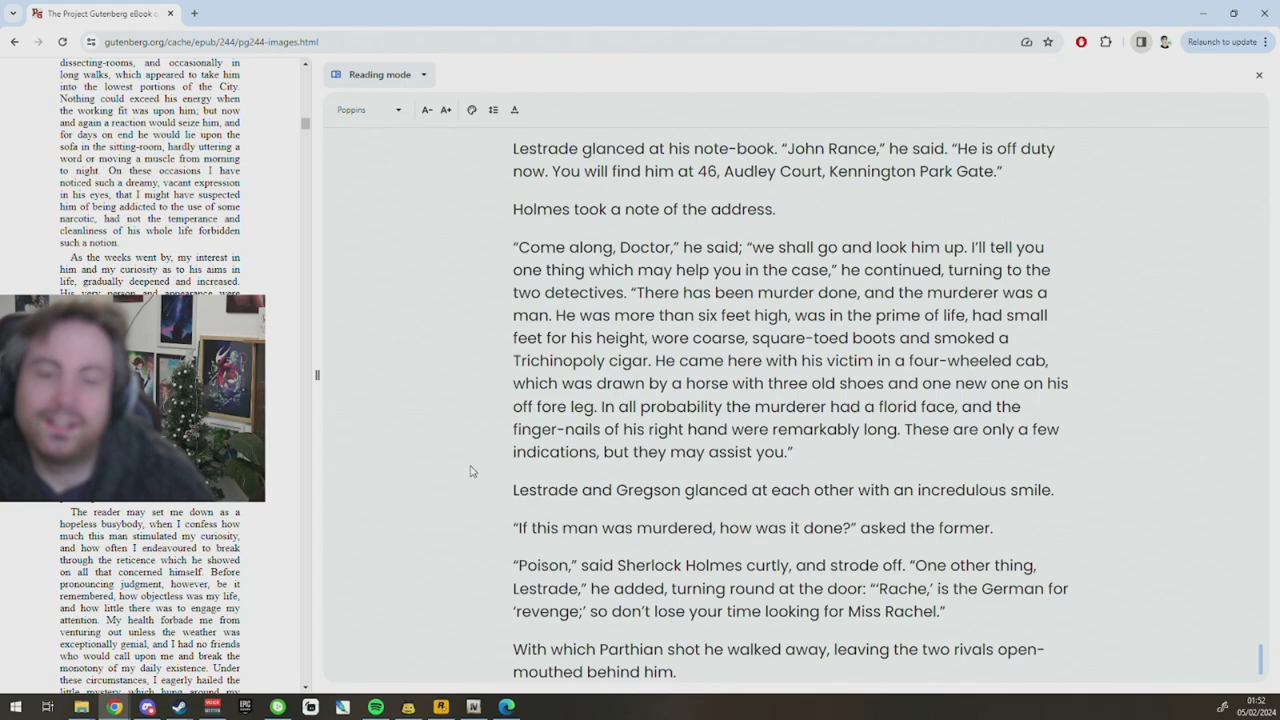 The Project Gutenberg eBook o
gutenberg.org/cache/epub/244/pg244-images.html
Relaunch to update
dissecting-rooms, and occasionally in
long walks, which appeared to take him
into the lowest portions of the City.
Nothing could exceed his energy when
the working fit was upon him; but now
and again a reaction would seize him, and
for days on end he would lie upon the
sofa in the sitting-room, hardly uttering a
word or moving a muscle from morning
to night. On these occasions I have
noticed such a dreamy, vacant expression
in his eyes, that I might have suspected
him of being addicted to the use of some
narcotic, had not the temperance and
cleanliness of his whole life forbidden
such a notion.
As the weeks went by, my interest in
him and my curiosity as to his aims in
life, gradually deepened and increased.
His very person and appearance were
The reader may set me down as a
hopeless busybody, when I confess how
much this man stimulated my curiosity,
and how often I endeavoured to break
through the reticence which he showed
on all that concerned himself. Before
pronouncing judgment, however, be it
remembered, how objectless was my life,
and how little there was to engage my
attention. My health forbade me from
venturing out unless the weather was
exceptionally genial, and I had no friends
who would call upon me and break the
monotony of my daily existence. Under
these circumstances, I eagerly hailed the
little mystery which hung around my
Reading mode
Poppins
A- A+
Lestrade glanced at his note-book. “John Rance,” he said. “He is off duty
now. You will find him at 46, Audley Court, Kennington Park Gate.”
Holmes took a note of the address.
“Come along, Doctor,” he said; “we shall go and look him up. I’ll tell you
one thing which may help you in the case,” he continued, turning to the
two detectives. “There has been murder done, and the murderer was a
man. He was more than six feet high, was in the prime of life, had small
feet for his height, wore coarse, square-toed boots and smoked a
Trichinopoly cigar. He came here with his victim in a four-wheeled cab,
which was drawn by a horse with three old shoes and one new one on his
off fore leg. In all probability the murderer had a florid face, and the
finger-nails of his right hand were remarkably long. These are only a few
indications, but they may assist you.”
Lestrade and Gregson glanced at each other with an incredulous smile.
“If this man was murdered, how was it done?” asked the former.
“Poison,” said Sherlock Holmes curtly, and strode off. “One other thing,
Lestrade,” he added, turning round at the door: “‘Rache,’ is the German for
‘revenge;’ so don’t lose your time looking for Miss Rachel.”
With which Parthian shot he walked away, leaving the two rivals open-
mouthed behind him.
01:52
05/02/2024